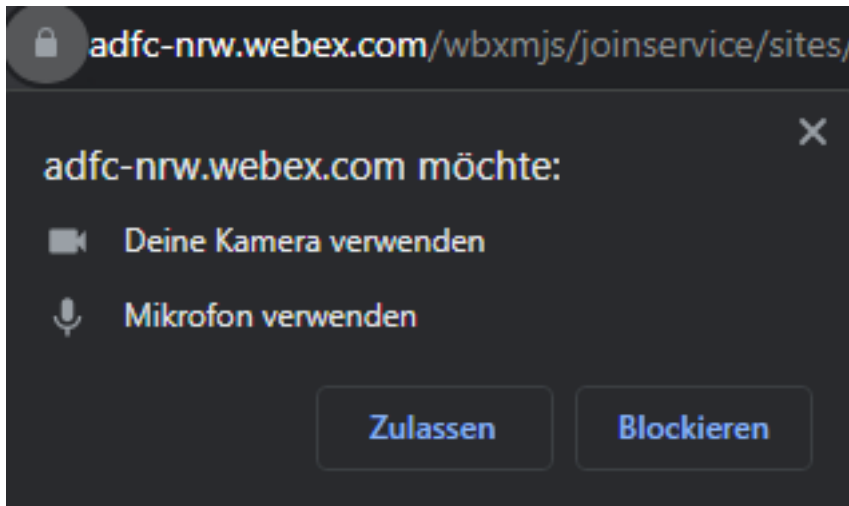 adfc-nrw.webex.com/wbxmjs/joinservice/sites/
adfc-nrw.webex.com möchte:
Deine Kamera verwenden
Mikrofon verwenden
Zulassen Blockieren